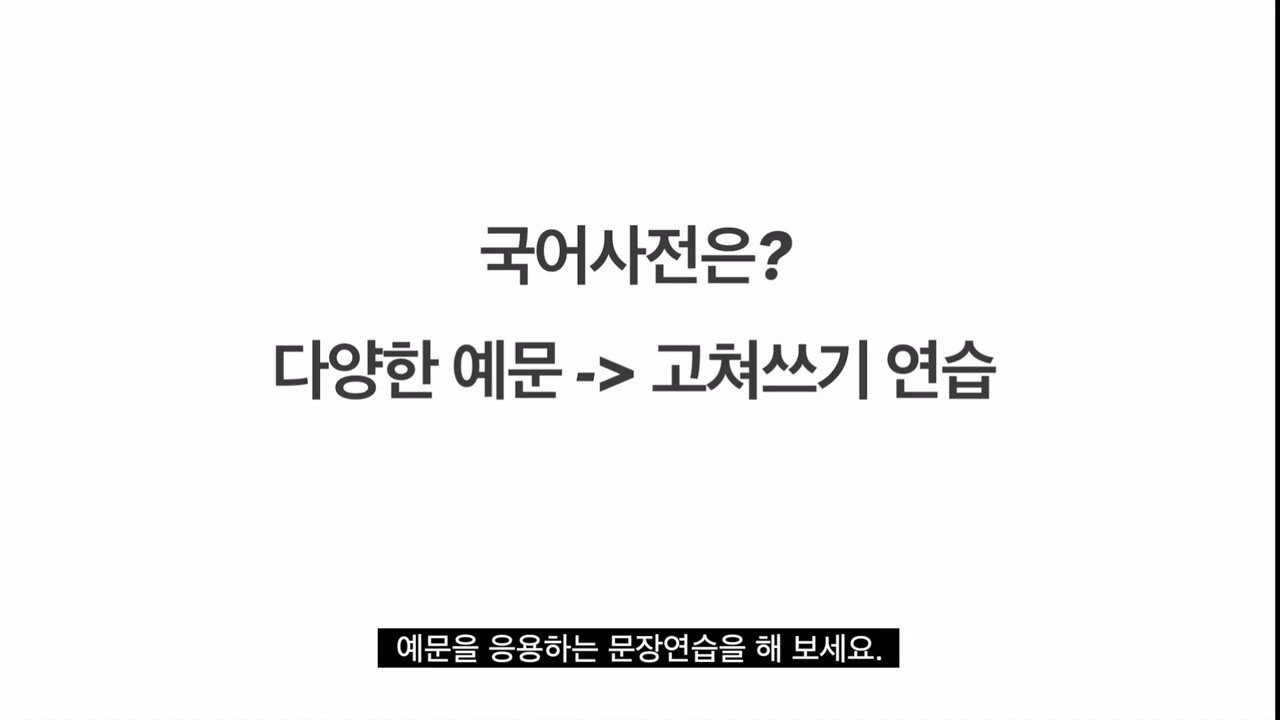 국어사전은?
다양한 예문 -> 고쳐쓰기 연습
예문을 응용하는 문장연습을 해 보세요.